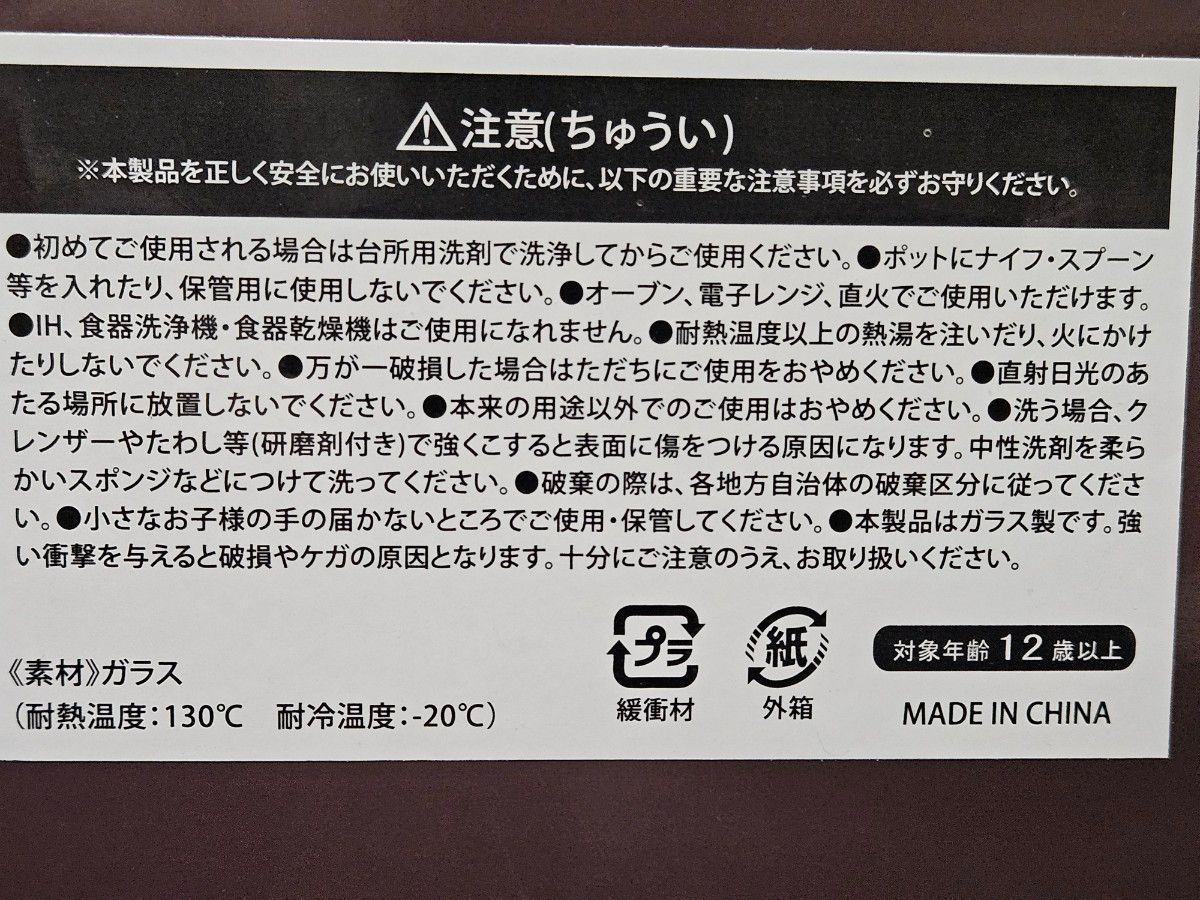 ⚠注意(ちゅうい)
※本製品を正しく安全にお使いいただくために、以下の重要な注意事項を必ずお守りください。
●初めてご使用される場合は台所用洗剤で洗浄してからご使用ください。●ポットにナイフ・スプーン
等を入れたり、保管用に使用しないでください。●オーブン、電子レンジ、直火でご使用いただけます。
●IH、食器洗浄機・食器乾燥機はご使用になれません。●耐熱温度以上の熱湯を注いだり、火にかけ
たりしないでください。●万が一破損した場合はただちにご使用をおやめください。●直射日光のあ
たる場所に放置しないでください。●本来の用途以外でのご使用はおやめください。●洗う場合、ク
レンザーやたわし等(研磨剤付き)で強くこすると表面に傷をつける原因になります。中性洗剤を柔ら
かいスポンジなどにつけて洗ってください。●破棄の際は、各地方自治体の破棄区分に従ってくださ
い。●小さなお子様の手の届かないところでご使用・保管してください。●本製品はガラス製です。強
い衝撃を与えると破損やケガの原因となります。十分にご注意のうえ、お取り扱いください。
《素材》ガラス
(耐熱温度:130℃ 耐冷温度:-20℃)
プラ
緩衝材
紙
外箱
対象年齢12歳以上
MADE IN CHINA